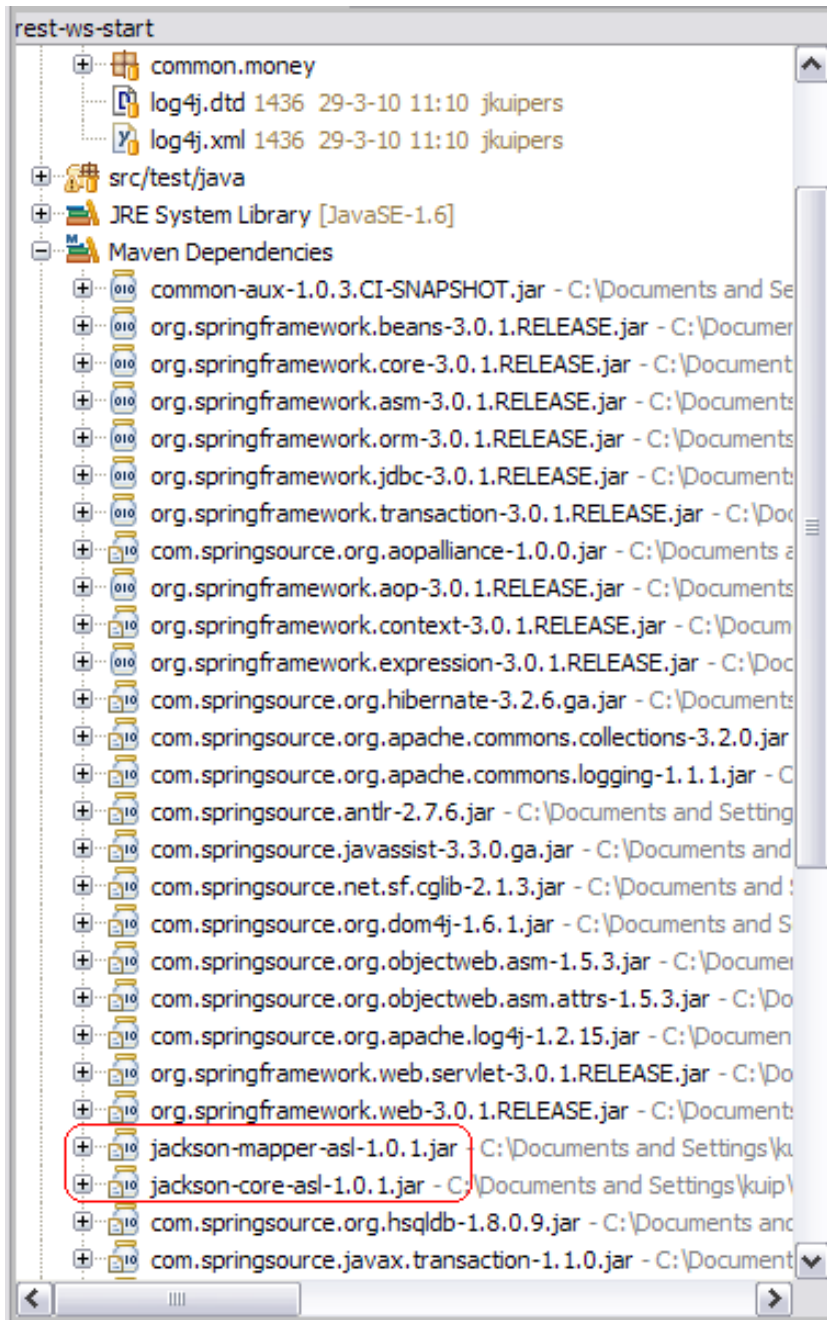 rest-ws-start
common.money
log4j.dtd 1436 29-3-10 11:10 jkuipers
log4j.xml 1436 29-3-10 11:10 jkuipers
src/test/java
JRE System Library [JavaSE-1.6]
Maven Dependencies
common-aux-1.0.3.CI-SNAPSHOT.jar - C:\Documents and Se
org.springframework.beans-3.0.1.RELEASE.jar - C:\Documen
org.springframework.core-3.0.1.RELEASE.jar - C:\Document
org.springframework.asm-3.0.1.RELEASE.jar - C:\Documents
org.springframework.orm-3.0.1.RELEASE.jar - C:\Documents
org.springframework.jdbc-3.0.1.RELEASE.jar - C:\Documents
org.springframework.transaction-3.0.1.RELEASE.jar - C:\Doc
com.springsource.org.aopalliance-1.0.0.jar - C:\Documents a
org.springframework.aop-3.0.1.RELEASE.jar - C:\Documents
org.springframework.context-3.0.1.RELEASE.jar - C:\Docum
org.springframework.expression-3.0.1.RELEASE.jar - C:\Doc
com.springsource.org.hibernate-3.2.6.ga.jar - C:\Documents
com.springsource.org.apache.commons.collections-3.2.0.jar
com.springsource.org.apache.commons.logging-1.1.1.jar - C
com.springsource.antlr-2.7.6.jar - C:\Documents and Setting
com.springsource.javassist-3.3.0.ga.jar - C:\Documents and
com.springsource.net.sf.cglib-2.1.3.jar - C:\Documents and S
com.springsource.org.dom4j-1.6.1.jar - C:\Documents and S
com.springsource.org.objectweb.asm-1.5.3.jar - C:\Documen
com.springsource.org.objectweb.asm.attrs-1.5.3.jar - C:\Do
com.springsource.org.apache.log4j-1.2.15.jar - C:\Documen
org.springframework.web.servlet-3.0.1.RELEASE.jar - C:\Do
org.springframework.web-3.0.1.RELEASE.jar - C:\Documents
jackson-mapper-asl-1.0.1.jar - C:\Documents and Settings\ku
jackson-core-asl-1.0.1.jar - C:\Documents and Settings\kuip\
com.springsource.org.hsqldb-1.8.0.9.jar - C:\Documents and
com.springsource.javax.transaction-1.1.0.jar - C:\Document